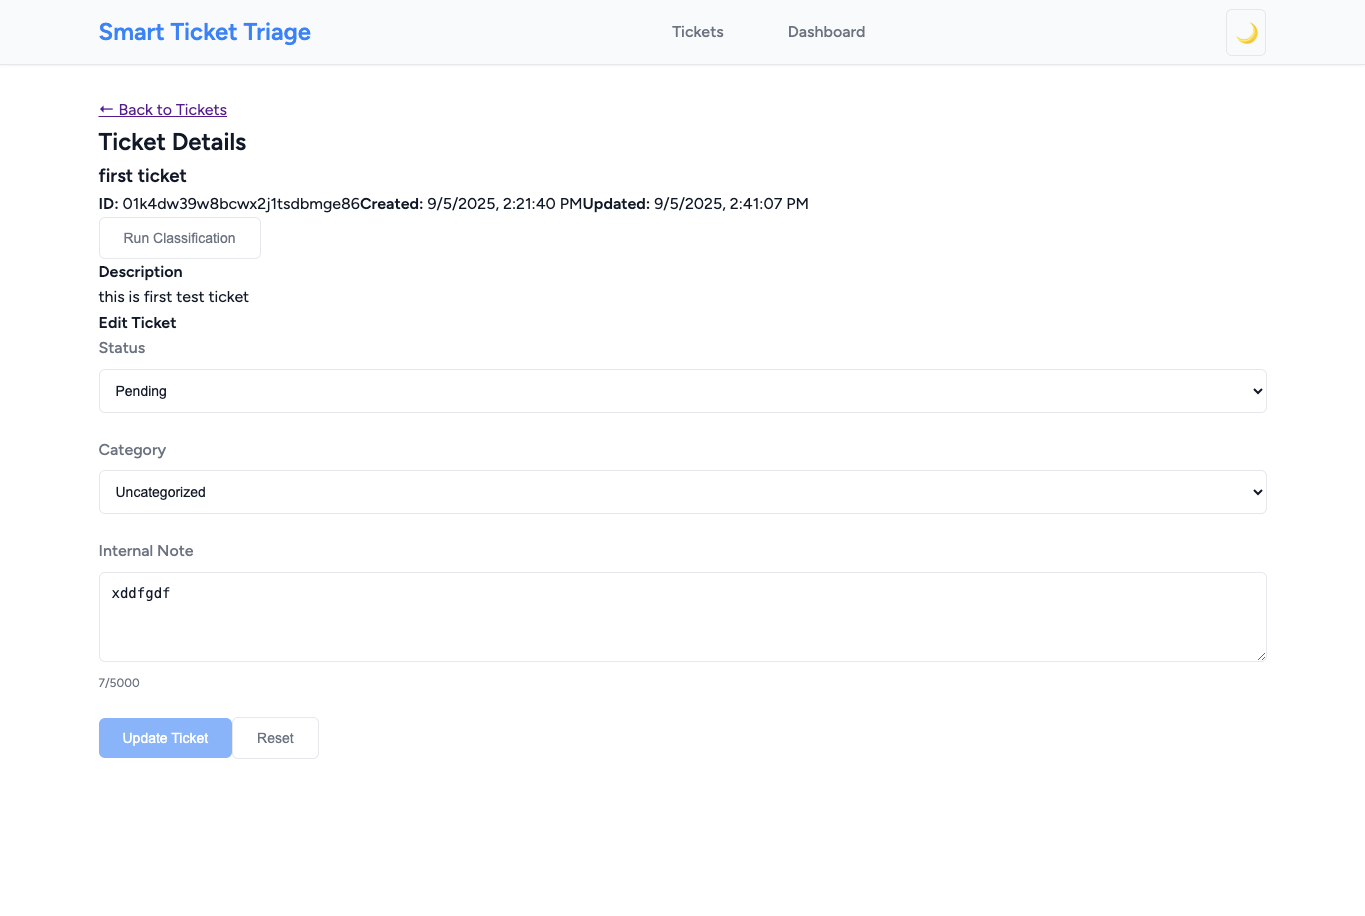 Smart Ticket Triage
Tickets
Dashboard
← Back to Tickets
Ticket Details
first ticket
ID: 01k4dw39w8bcwx2j1tsdbmge86Created: 9/5/2025, 2:21:40 PMUpdated: 9/5/2025, 2:41:07 PM
Run Classification
Description
this is first test ticket
Edit Ticket
Status
Pending
Category
Uncategorized
Internal Note
xddfgdf
7/5000
Update Ticket
Reset